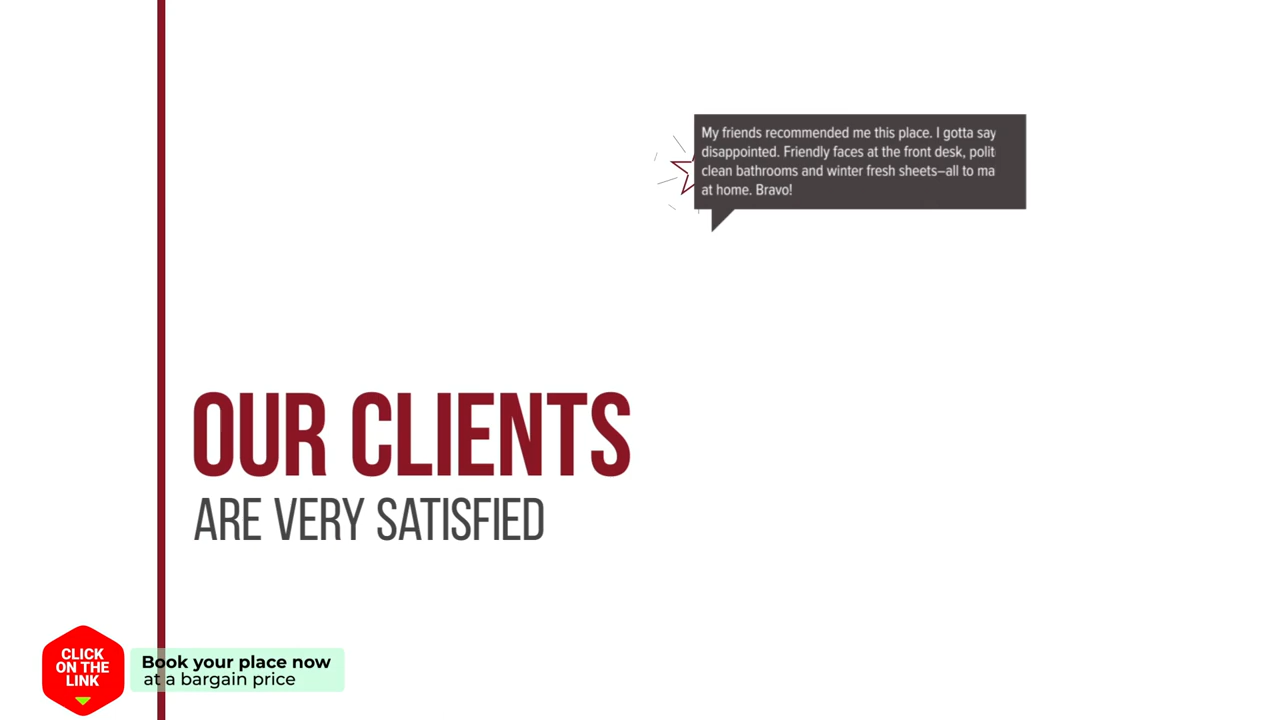 My friends recommended me this place. I gotta say
disappointed. Friendly faces at the front desk,
clean bathrooms and winter fresh sheets–all to
at home. Bravo!
OUR CLIENTS
ARE VERY SATISFIED
CLICK
ON THE
LINK
Book your place now
at a bargain price